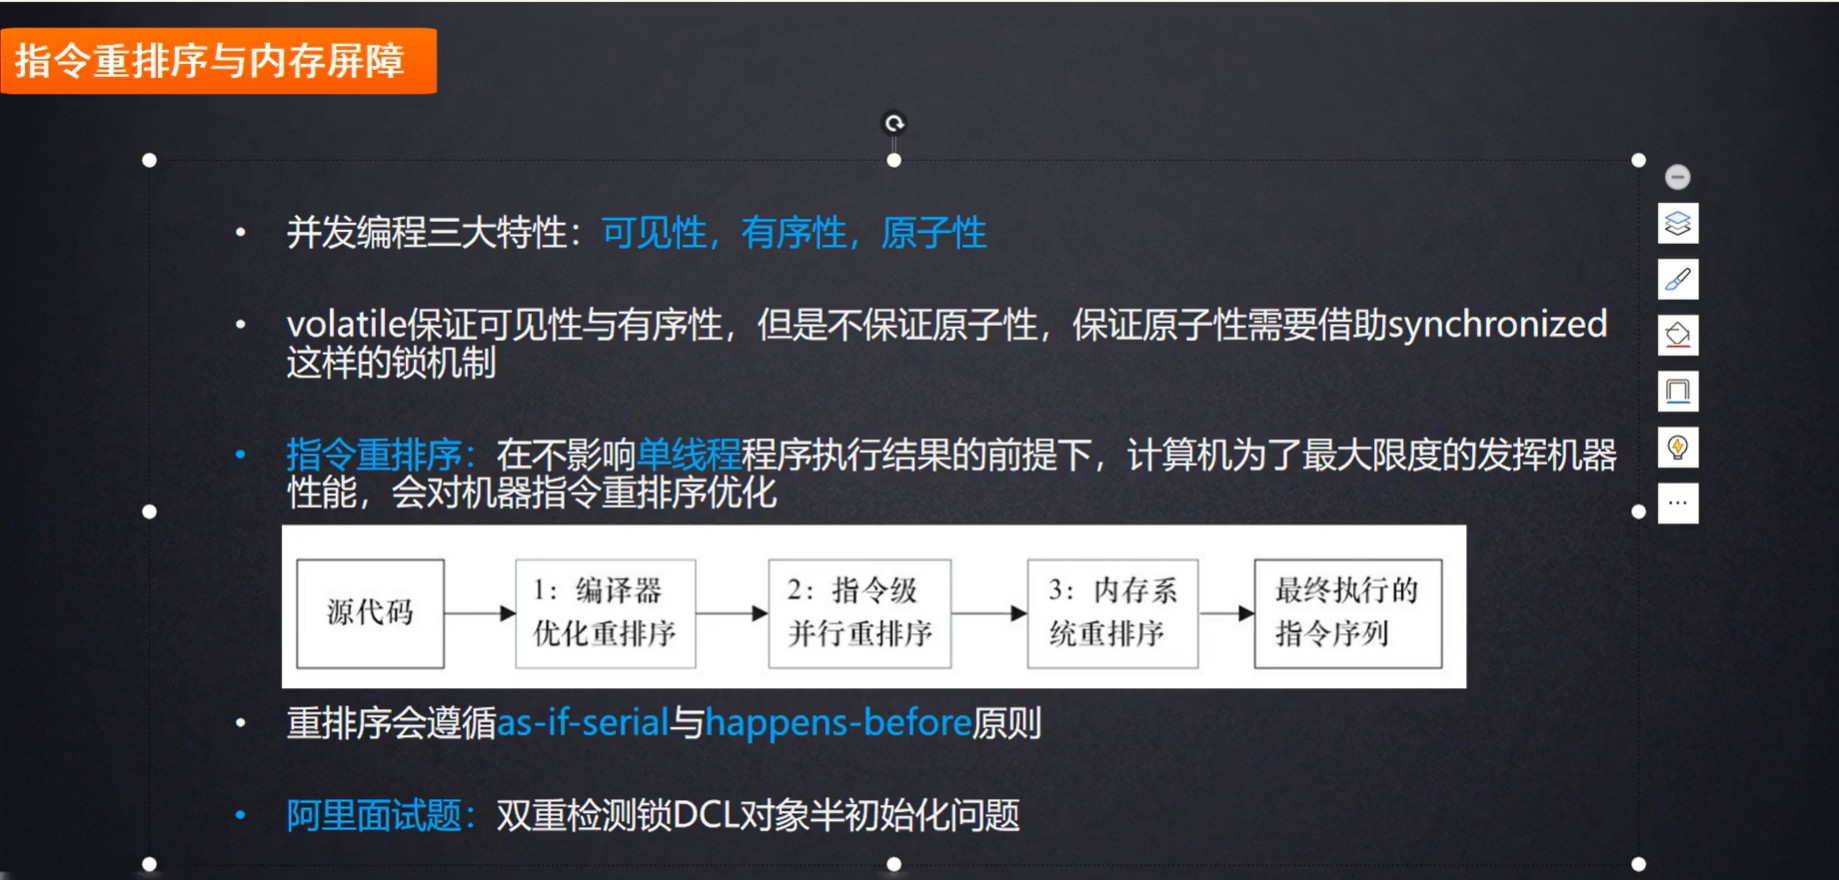 指令重排序与内存屏障
• 并发编程三大特性：可见性，有序性，原子性
• volatile保证可见性与有序性，但是不保证原子性，保证原子性需要借助synchronized
这样的锁机制
• 指令重排序：在不影响单线程程序执行结果的前提下，计算机为了最大限度的发挥机器
性能，会对机器指令重排序优化
源代码
1：编译器
优化重排序
2：指令级
并行重排序
3：内存系
统重排序
最终执行的
指令序列
• 重排序会遵循as-if-serial与happens-before原则
• 阿里面试题：双重检测锁DCL对象半初始化问题